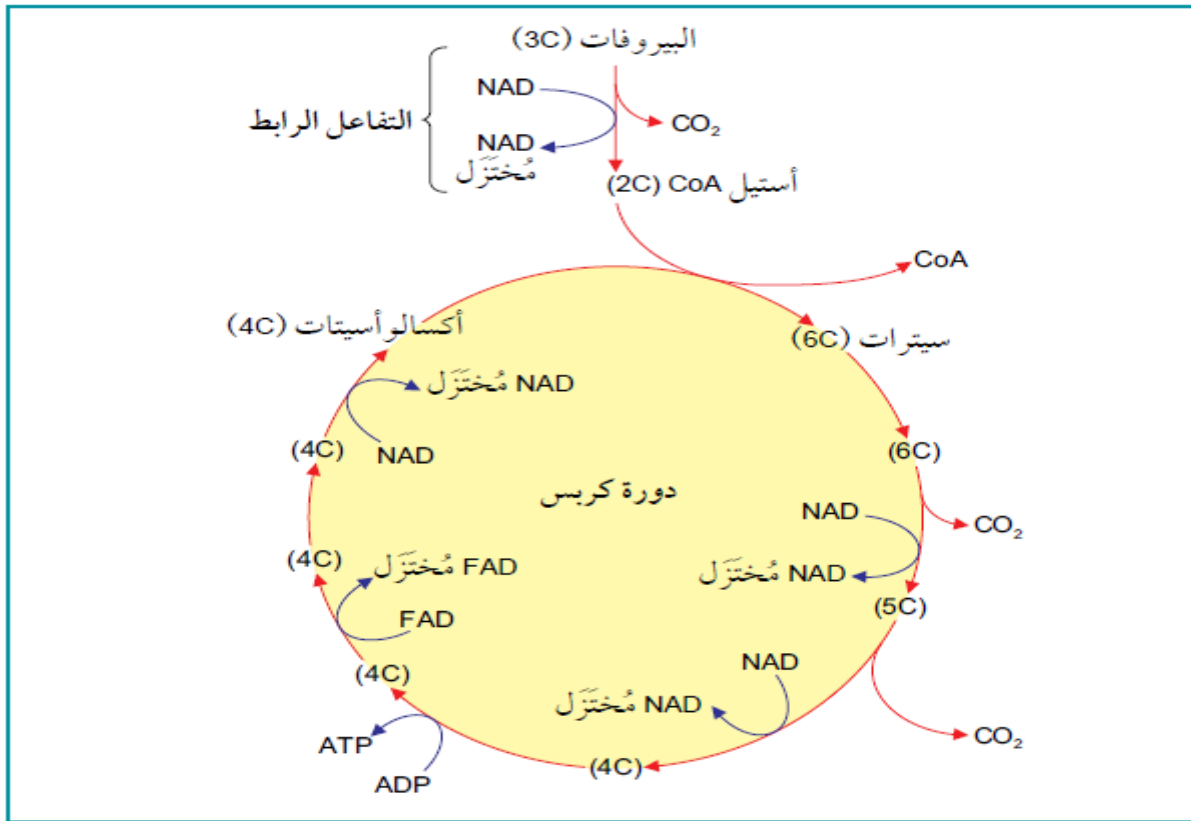 البيروفات (3C)
NAD
CO₂
التفاعل الرابط
NAD
مُختَزَل
أستيل CoA (2C)
CoA
أكسالوأسيتات (4C)
سيترات (6C)
NAD مُختَزَل
NAD
(4C)
(6C)
دورة كربس
NAD
CO₂
NAD مُختَزَل
(4C)
FAD مُختَزَل
FAD
(5C)
NAD
(4C)
NAD مُختَزَل
CO₂
ATP
ADP
(4C)